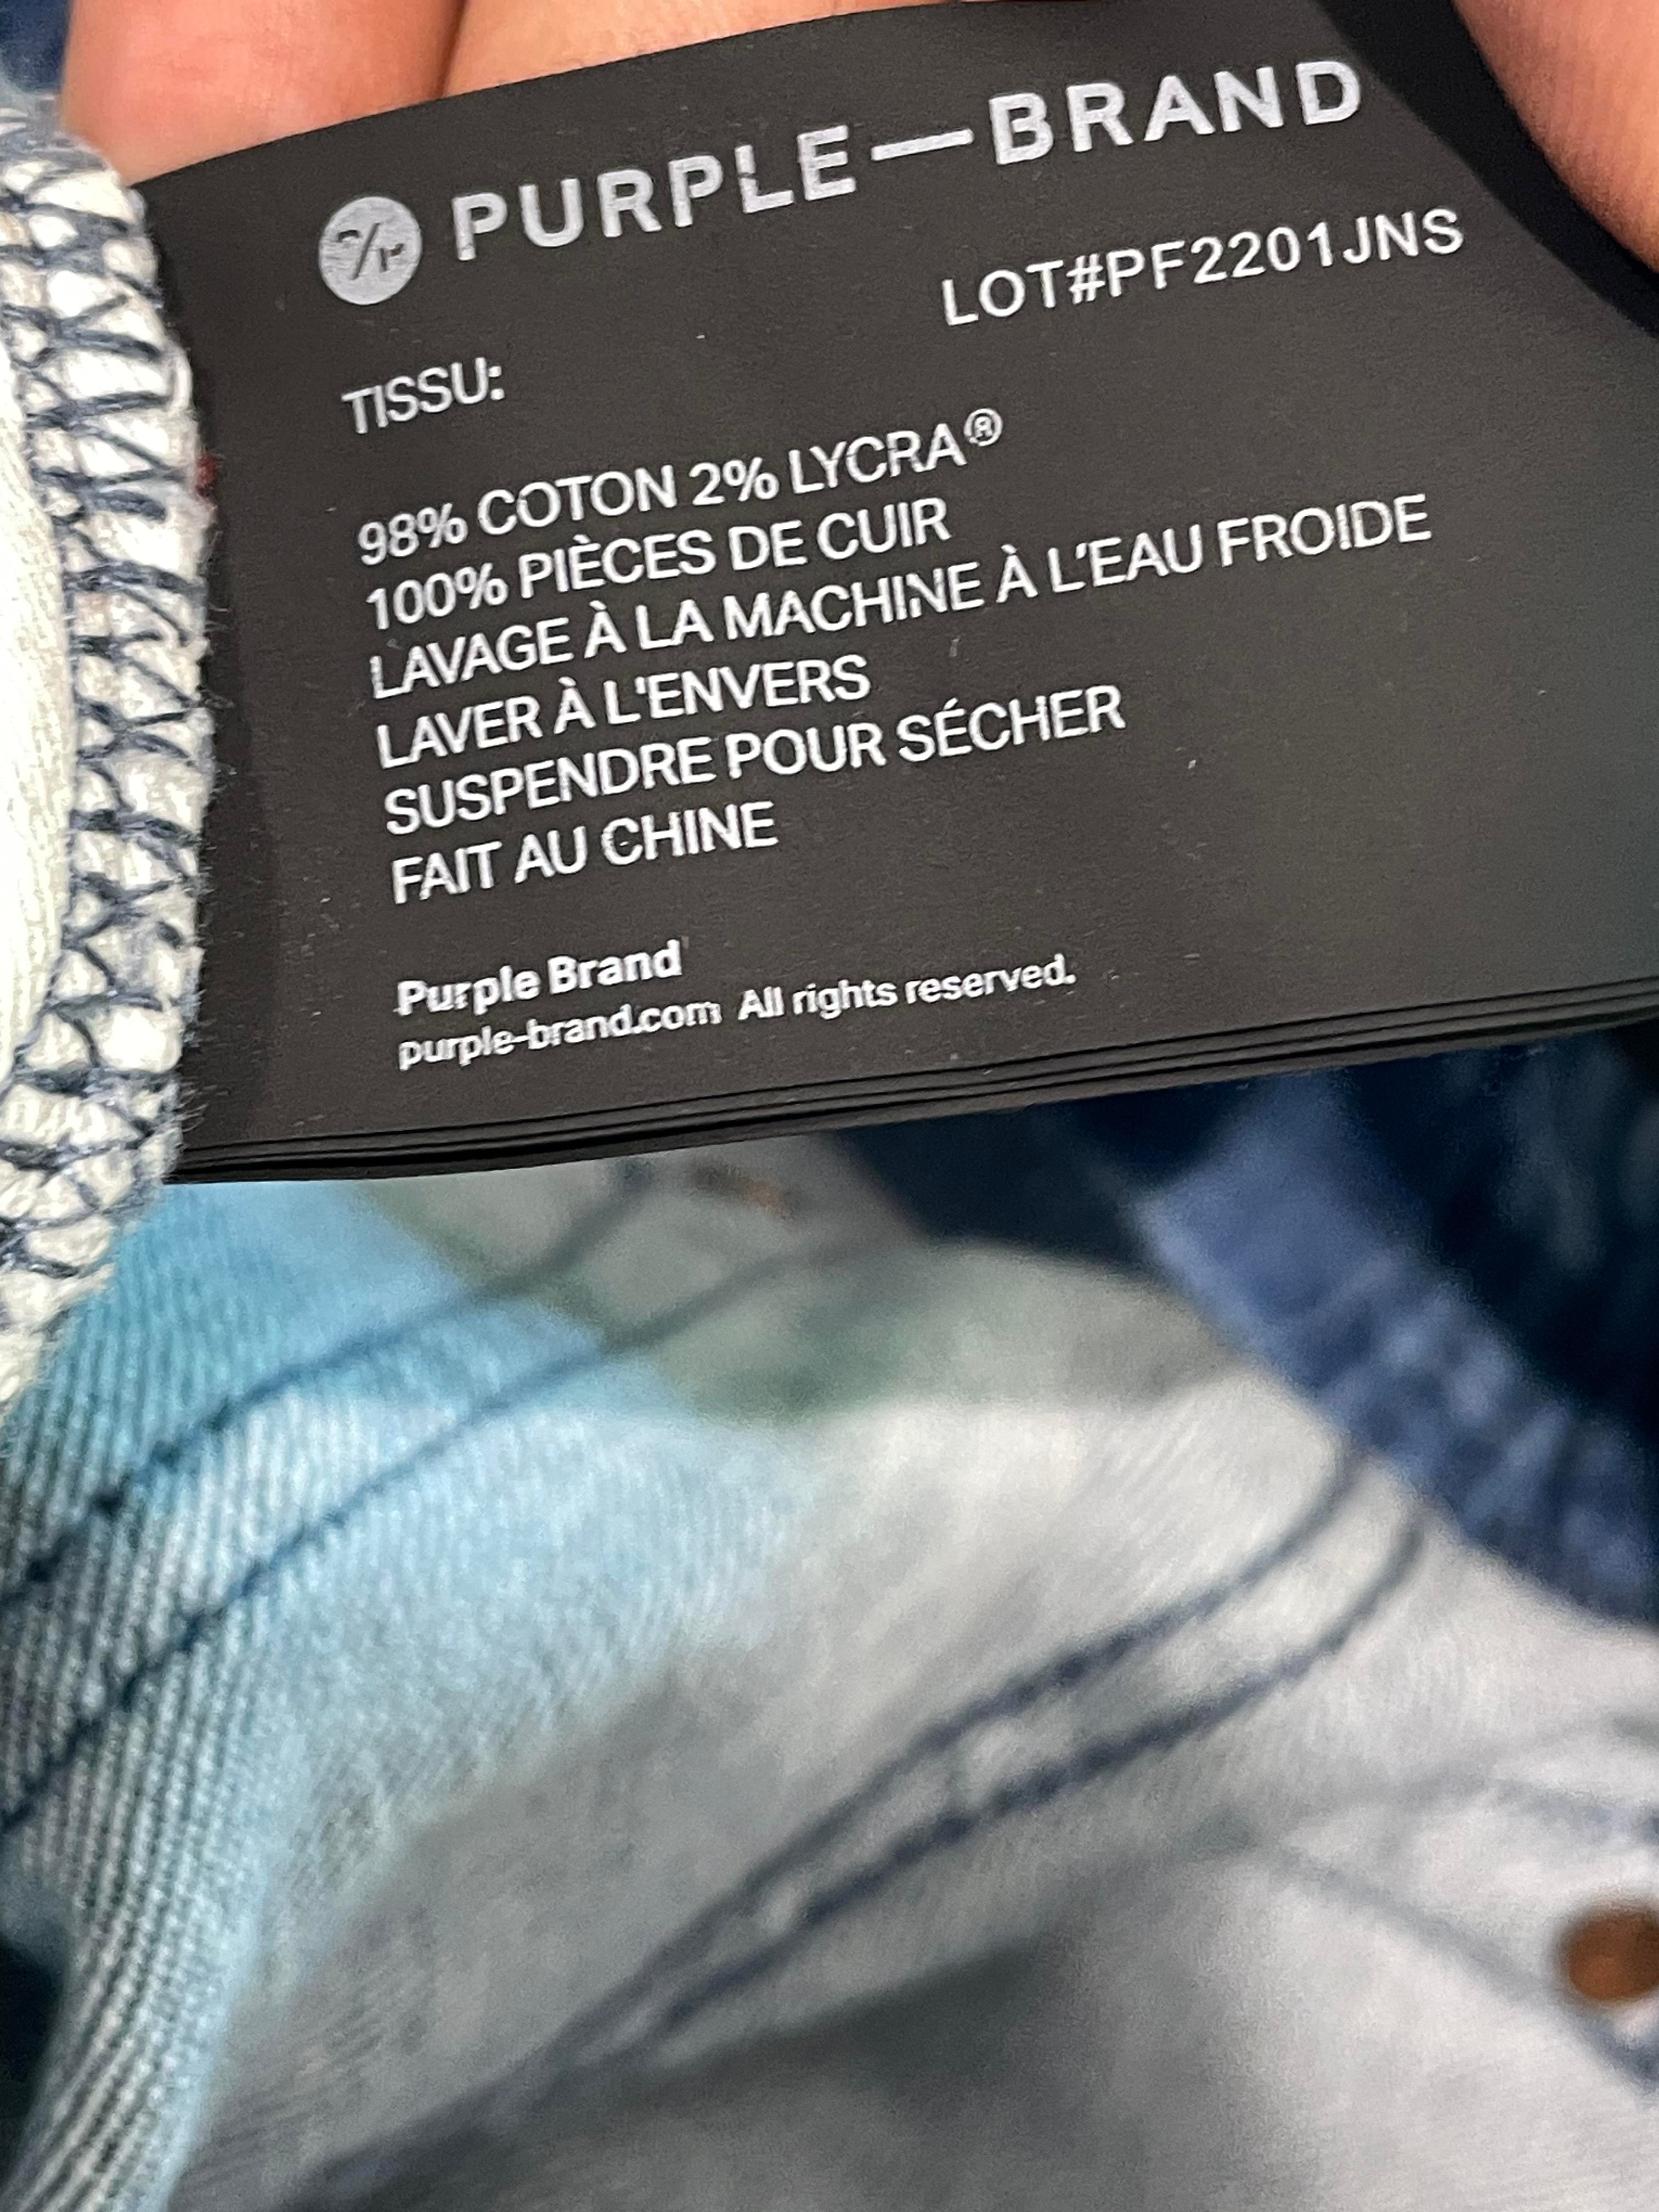 PURPLE—BRAND
LOT#PF2201JNS
TISSU:
98% COTON 2% LYCRA®
100% PIÈCES DE CUIR
LAVAGE À LA MACHINE À L'EAU FROIDE
LAVER À L'ENVERS
SUSPENDRE POUR SÉCHER
FAIT AU CHINE
Purple Brand
purple-brand.com All rights reserved.